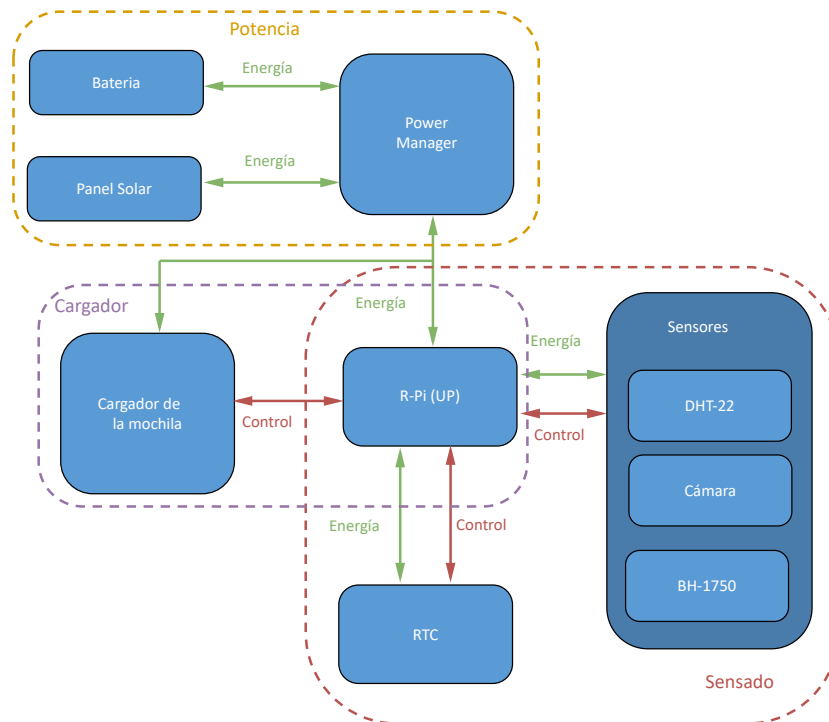 Potencia
Bateria
Energía
Power
Manager
Energía
Panel Solar
Cargador
Energía
Sensores
Energía
Cargador de
la mochila
Control
R-Pi (UP)
DHT-22
Control
Cámara
Energía
Control
BH-1750
RTC
Sensado